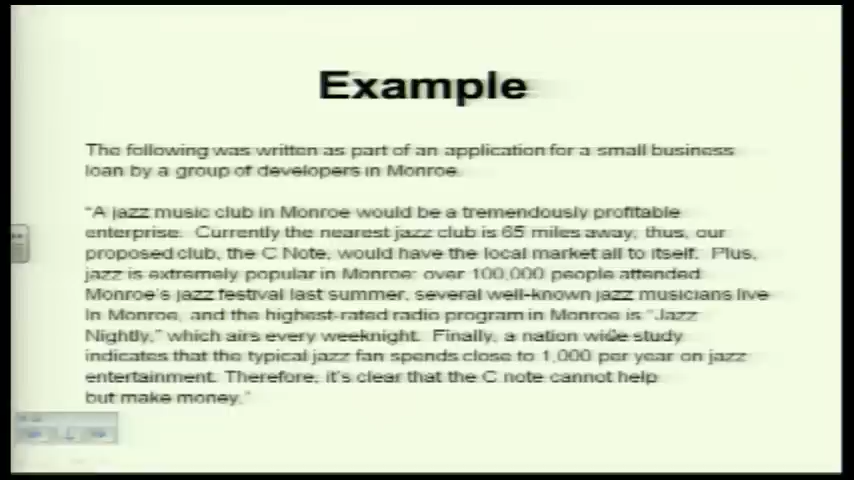 Example
The following was written as part of an application for a small business
loan by a group of developers in Monroe.
"A jazz music club in Monroe would be a tremendously profitable
enterprise. Currently the nearest jazz club is 65 miles away; thus, our
proposed club, the C Note, would have the local market all to itself. Plus,
jazz is extremely popular in Monroe: over 100,000 people attended
Monroe's jazz festival last summer, several well-known jazz musicians live
In Monroe, and the highest-rated radio program in Monroe is "Jazz
Nightly," which airs every weeknight. Finally, a nation wide study
indicates that the typical jazz fan spends close to 1,000 per year on jazz
entertainment. Therefore, it's clear that the C note cannot help
but make money."